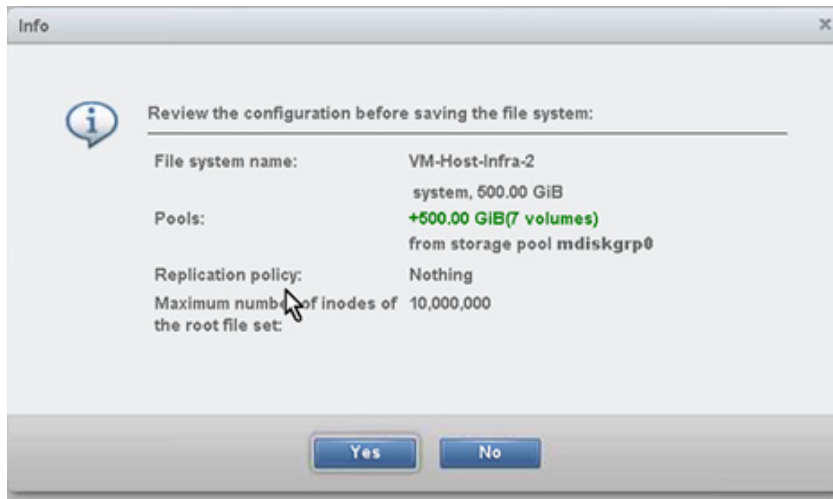 Info
x
Review the configuration before saving the file system:
File system name: VM-Host-Infra-2
system, 500.00 GiB
Pools: +500.00 GiB(7 volumes)
from storage pool mdiskgrp0
Replication policy: Nothing
Maximum number of inodes of 10,000,000
the root file set:
Yes No